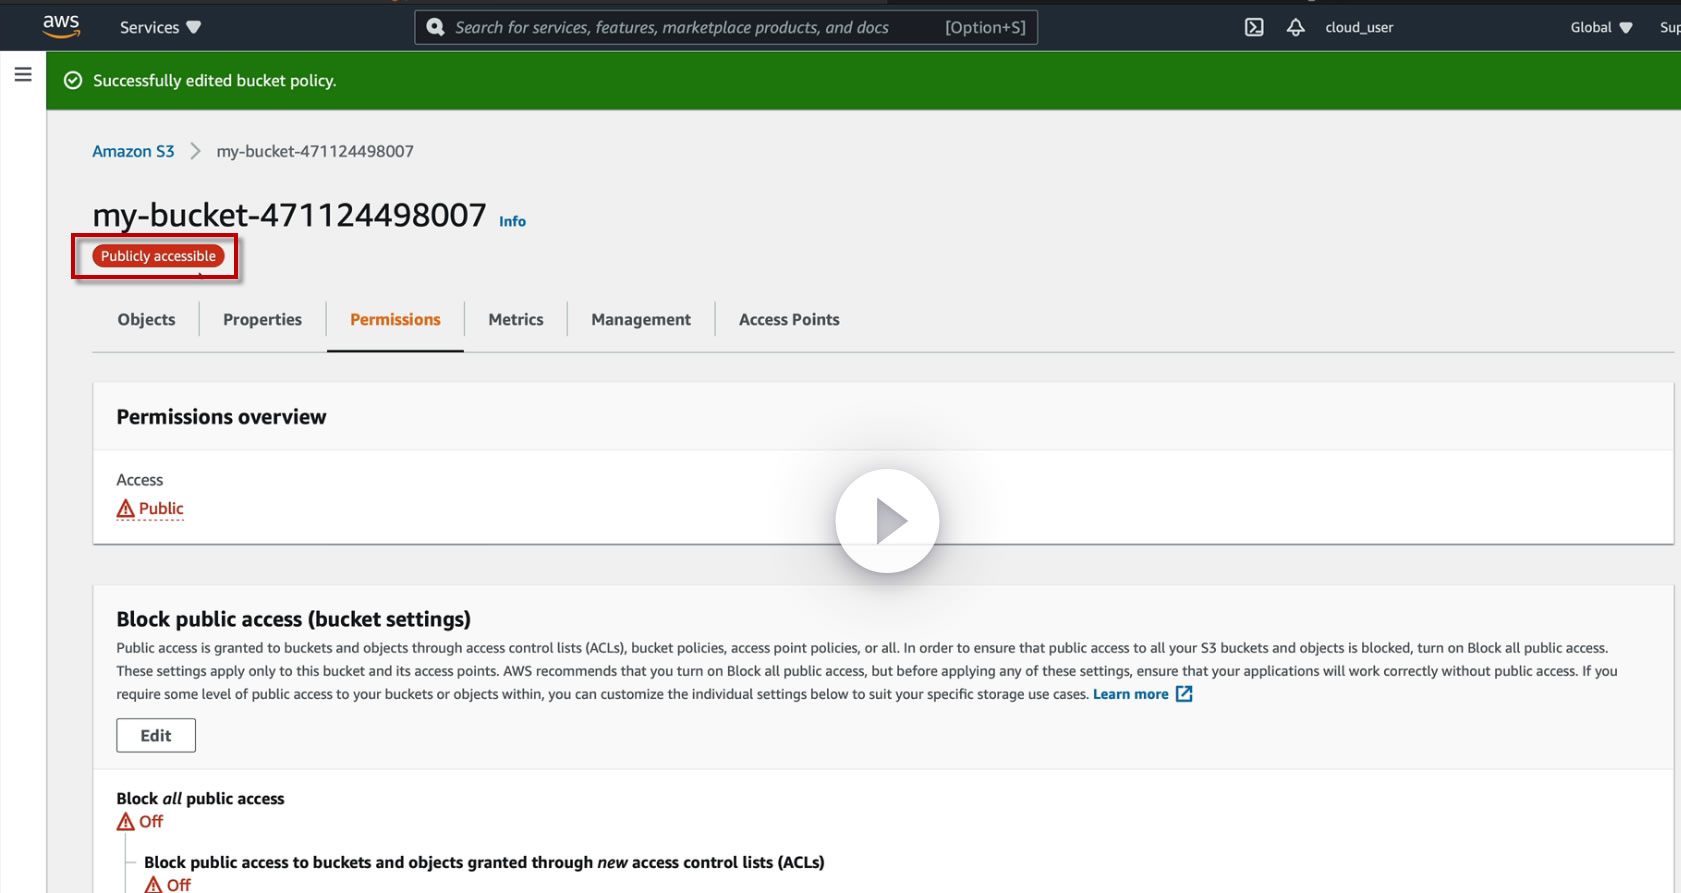 aws Services Search for services, features, marketplace products, and docs [Option+S] cloud_user Global
Successfully edited bucket policy.
Amazon S3 my-bucket-471124498007
my-bucket-471124498007 Info
Publicly accessible
Objects Properties Permissions Metrics Management Access Points
Permissions overview
Access
Public
Block public access (bucket settings)
Public access is granted to buckets and objects through access control lists (ACLs), bucket policies, access point policies, or all. In order to ensure that public access to all your S3 buckets and objects is blocked, turn on Block all public access.
These settings apply only to this bucket and its access points. AWS recommends that you turn on Block all public access, but before applying any of these settings, ensure that your applications will work correctly without public access. If you
require some level of public access to your buckets or objects within, you can customize the individual settings below to suit your specific storage use cases. Learn more
Edit
Block all public access
Off
Block public access to buckets and objects granted through new access control lists (ACLs)
Off